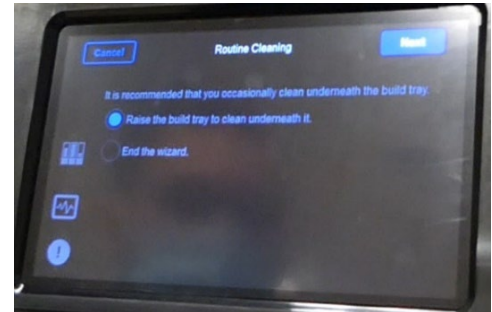 Cancel
Routine Cleaning
Next
It is recommended that you occasionally clean underneath the build tray.
Raise the build tray to clean underneath it.
End the wizard.
!